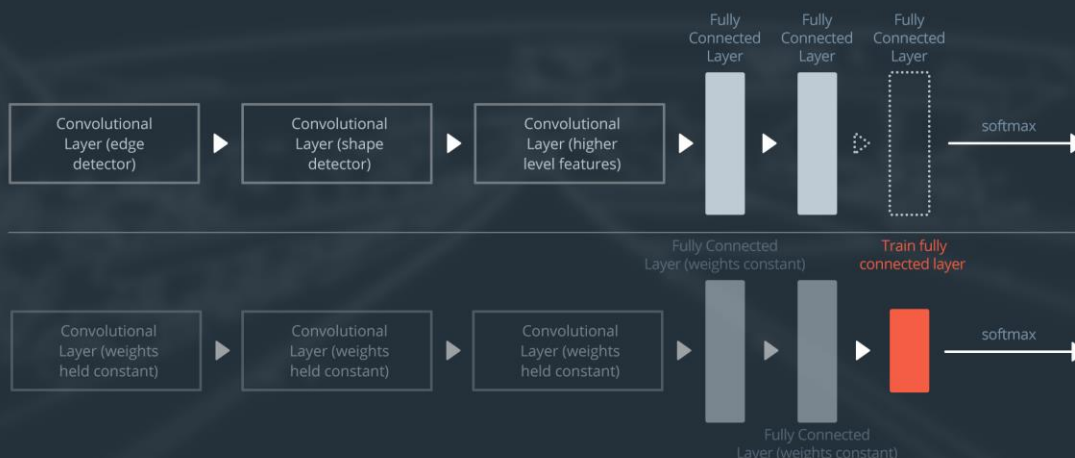 Fully
Connected
Layer
Fully
Connected
Layer
Fully
Connected
Layer
Convolutional
Layer (edge
detector)
Convolutional
Layer (shape
detector)
Convolutional
Layer (higher
level features)
softmax
Fully Connected
Layer (weights constant)
Train fully
connected layer
Convolutional
Layer (weights
held constant)
Convolutional
Layer (weights
held constant)
Convolutional
Layer (weights
held constant)
softmax
Fully Connected
Layer (weights constant)